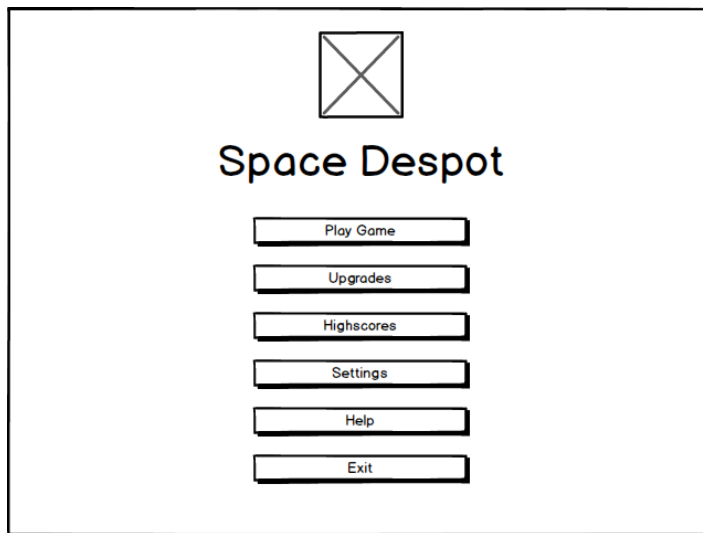 Space Despot
Play Game
Upgrades
Highscores
Settings
Help
Exit